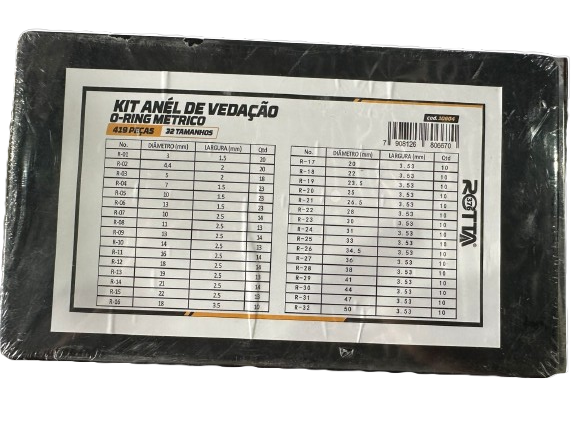 KIT ANÉL DE VEDAÇÃO
O-RING METRICO
419 PEÇAS 32 TAMANHOS
Cod. 10804
7 908126 806670
ROTTA
No. DIÂMETRO (mm) LARGURA (mm) Qtd
R-01 3 1.5 20
R-02 4.4 2 20
R-03 5 2 18
R-04 7 1.5 23
R-05 10 1.5 23
R-06 13 1.5 23
R-07 10 2.5 14
R-08 11 2.5 13
R-09 13 2.5 14
R-10 14 2.5 13
R-11 16 2.5 14
R-12 18 2.5 14
R-13 19 2.5 13
R-14 21 2.5 14
R-15 22 2.5 13
R-16 18 3.5 10
No. DIÂMETRO (mm) LARGURA (mm) Qtd
R-17 20 3.53 10
R-18 22 3.53 10
R-19 23.5 3.53 10
R-20 25 3.53 10
R-21 26.5 3.53 10
R-22 28 3.53 10
R-23 30 3.53 10
R-24 31 3.53 10
R-25 33 3.53 10
R-26 34.5 3.53 10
R-27 36 3.53 10
R-28 38 3.53 10
R-29 41 3.53 10
R-30 44 3.53 10
R-31 47 3.53 10
R-32 50 3.53 10